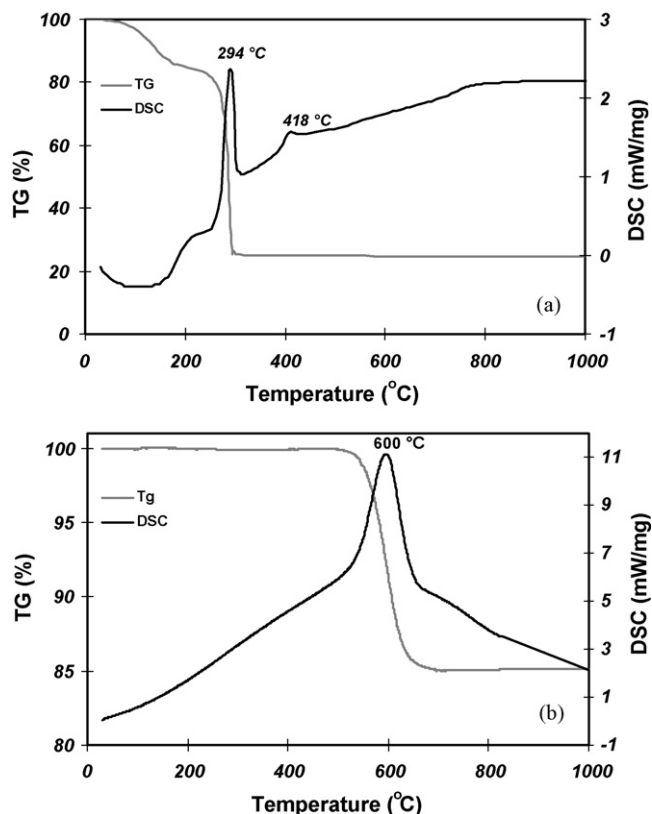 100
80
60
40
20
0
TG (%)
3
2
1
0
-1
DSC (mW/mg)
294 °C
418 °C
TG
DSC
(a)
0 200 400 600 800 1000
Temperature (°C)
100
95
90
85
80
TG (%)
11
9
7
5
3
1
-1
DSC (mW/mg)
600 °C
Tg
DSC
(b)
0 200 400 600 800 1000
Temperature (°C)